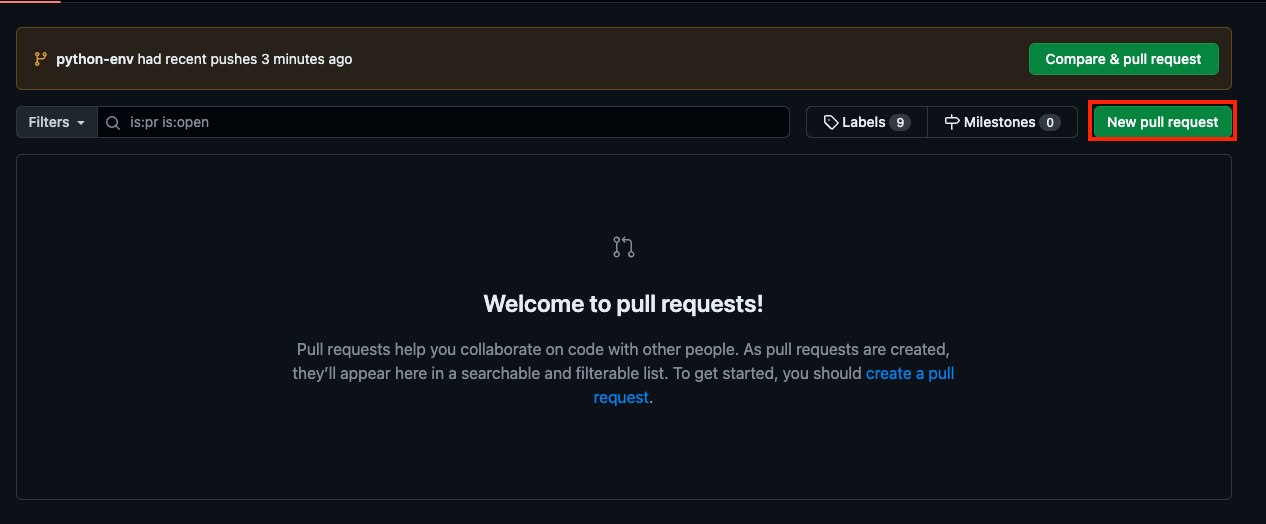 python-env had recent pushes 3 minutes ago
Compare & pull request
Filters
is:pr is:open
Labels 9
Milestones 0
New pull request
Welcome to pull requests!
Pull requests help you collaborate on code with other people. As pull requests are created,
they’ll appear here in a searchable and filterable list. To get started, you should create a pull
request.